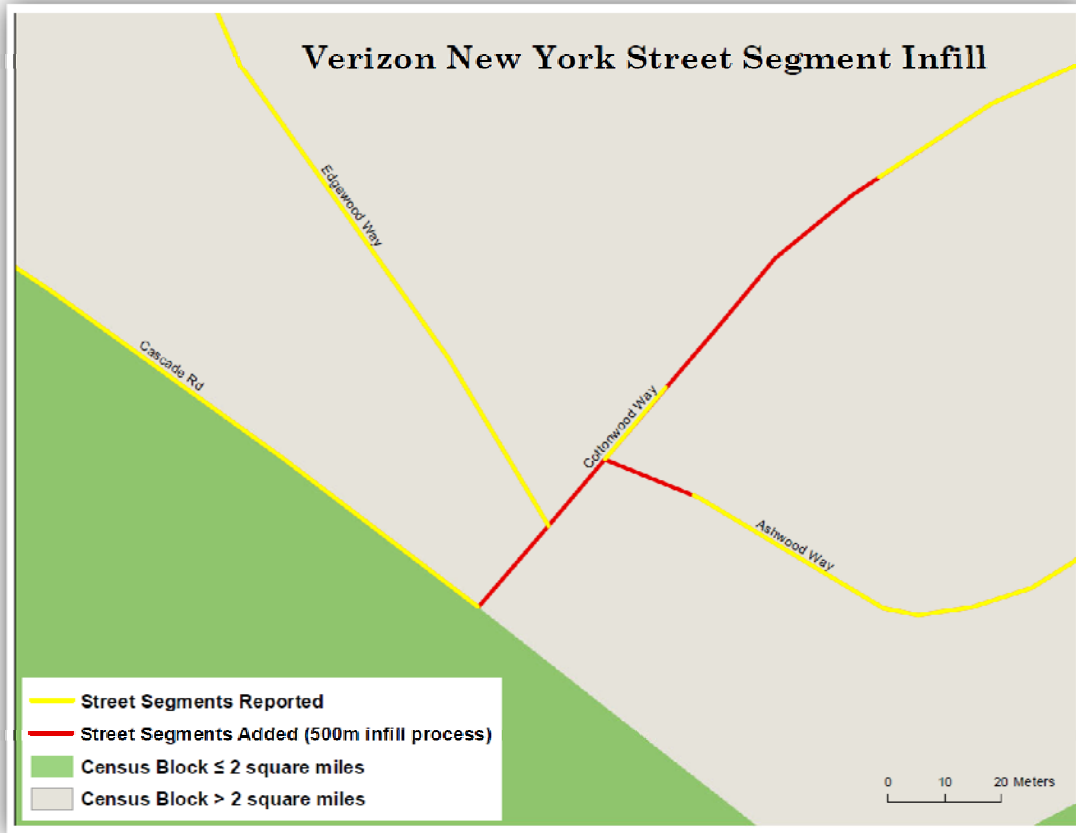 Verizon New York Street Segment Infill
Edgewood Way
Cascade Rd
Cottonwood Way
Ashwood Way
Street Segments Reported
Street Segments Added (500m infill process)
Census Block ≤ 2 square miles
Census Block > 2 square miles
0 10 20 Meters